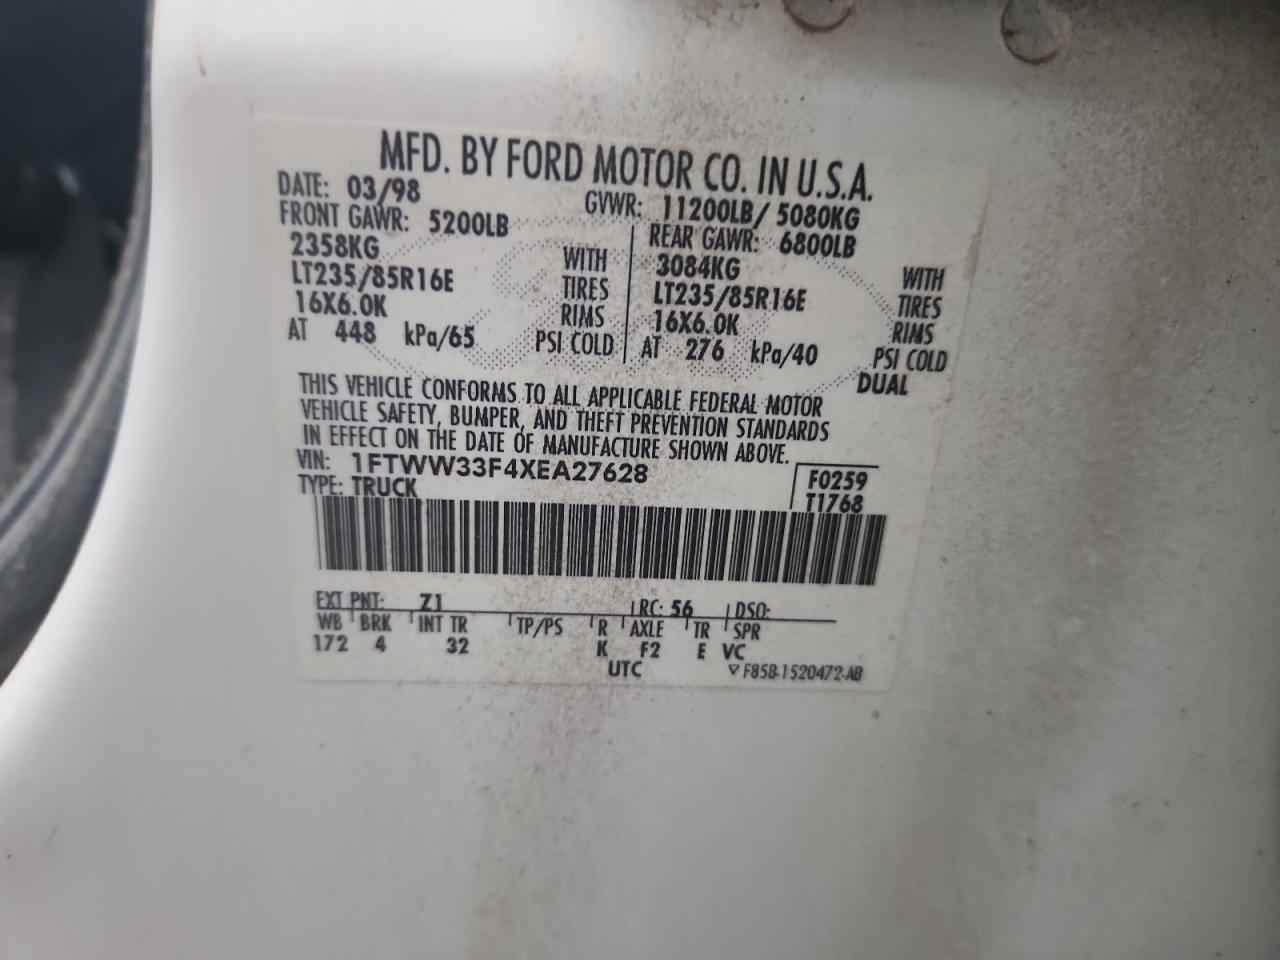 MFD. BY FORD MOTOR CO. IN U.S.A.
DATE: 03/98 GVWR: 11200LB/ 5080KG
FRONT GAWR: 5200LB REAR GAWR: 6800LB
2358KG WITH 3084KG WITH
LT235/85R16E TIRES LT235/85R16E TIRES
16X6.0K RIMS 16X6.0K RIMS
AT 448 kPa/65 PSI COLD AT 276 kPa/40 PSI COLD
DUAL
THIS VEHICLE CONFORMS TO ALL APPLICABLE FEDERAL MOTOR
VEHICLE SAFETY, BUMPER, AND THEFT PREVENTION STANDARDS
IN EFFECT ON THE DATE OF MANUFACTURE SHOWN ABOVE.
VIN: 1FTWW33F4XEA27628 F0259
TYPE: TRUCK T1768
EXT PNT: Z1 RC: 56 DSO:
WB BRK INT TR TP/PS R AXLE TR SPR
172 4 32 K F2 E VC
UTC ▽ F85B-1520472-AB